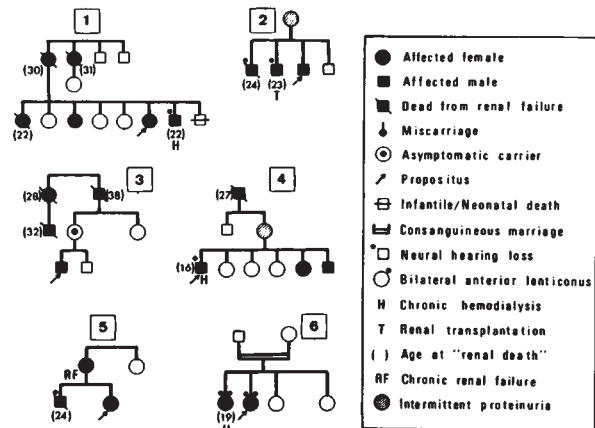 1
(30)
(31)
(22)
(22)
H
2
(24)
(23)
T
3
(28)
(38)
(32)
4
(27)
(16)
H
5
RF
(24)
6
(19)
Affected female
Affected male
Dead from renal failure
Miscarriage
Asymptomatic carrier
Propositus
Infantile/Neonatal death
Consanguineous marriage
Neural hearing loss
Bilateral anterior lenticonus
H Chronic hemodialysis
T Renal transplantation
( ) Age at "renal death"
RF Chronic renal failure
Intermittent proteinuria